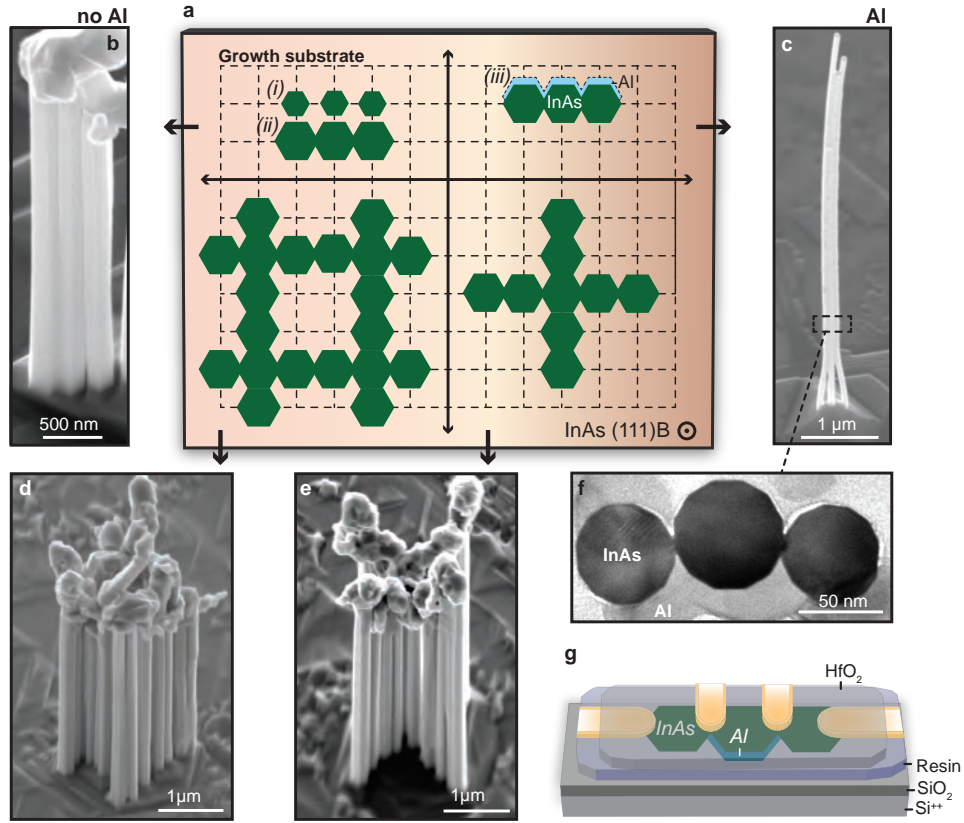 no Al
a
Al
b
Growth substrate
(i)
(ii)
(iii)
Al
InAs
c
500 nm
InAs (111)B
1 µm
d
e
f
InAs
Al
50 nm
1µm
1µm
g
HfO2
InAs
Al
Resin
SiO2
Si++